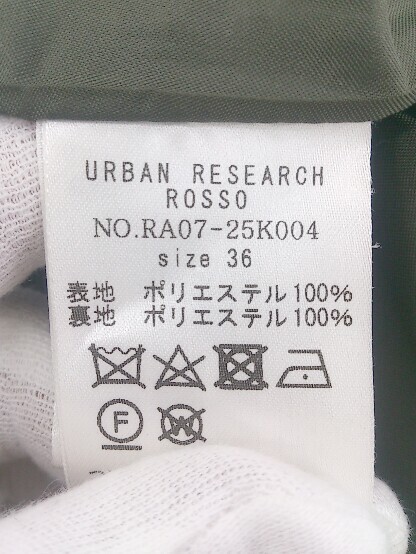 URBAN RESEARCH
ROSSO
NO.RA07-25K004
size 36
表地 ポリエステル100%
裏地 ポリエステル100%
F W